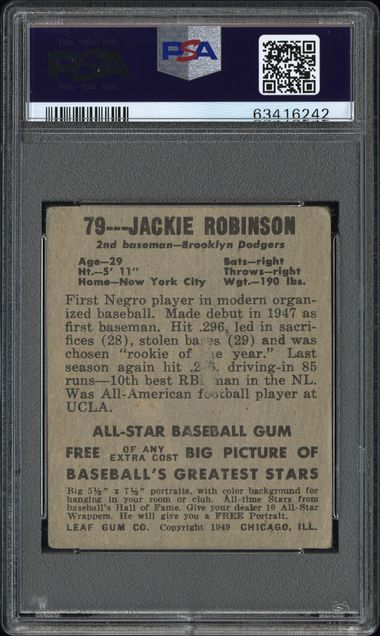 PSA
PSA
63416242
79---JACKIE ROBINSON
2nd baseman—Brooklyn Dodgers
Age—29 Bats—right
Ht.—5' 11" Throws—right
Home—New York City Wgt.—190 lbs.
First Negro player in modern organ-
ized baseball. Made debut in 1947 as
first baseman. Hit .296, led in sacri-
fices (28), stolen bases (29) and was
chosen "rookie of the year." Last
season again hit driving-in 85
runs—10th best RBI man in the NL.
Was All-American football player at
UCLA.
ALL-STAR BASEBALL GUM
FREE OF ANY EXTRA COST BIG PICTURE OF
BASEBALL'S GREATEST STARS
Big 5½" x 7½" portraits, with color background for
hanging in your room or club. All-time Stars from
baseball's Hall of Fame. Give your dealer 10 All-Star
Wrappers. He will give you a FREE Portrait.
LEAF GUM CO. Copyright 1949 CHICAGO, ILL.